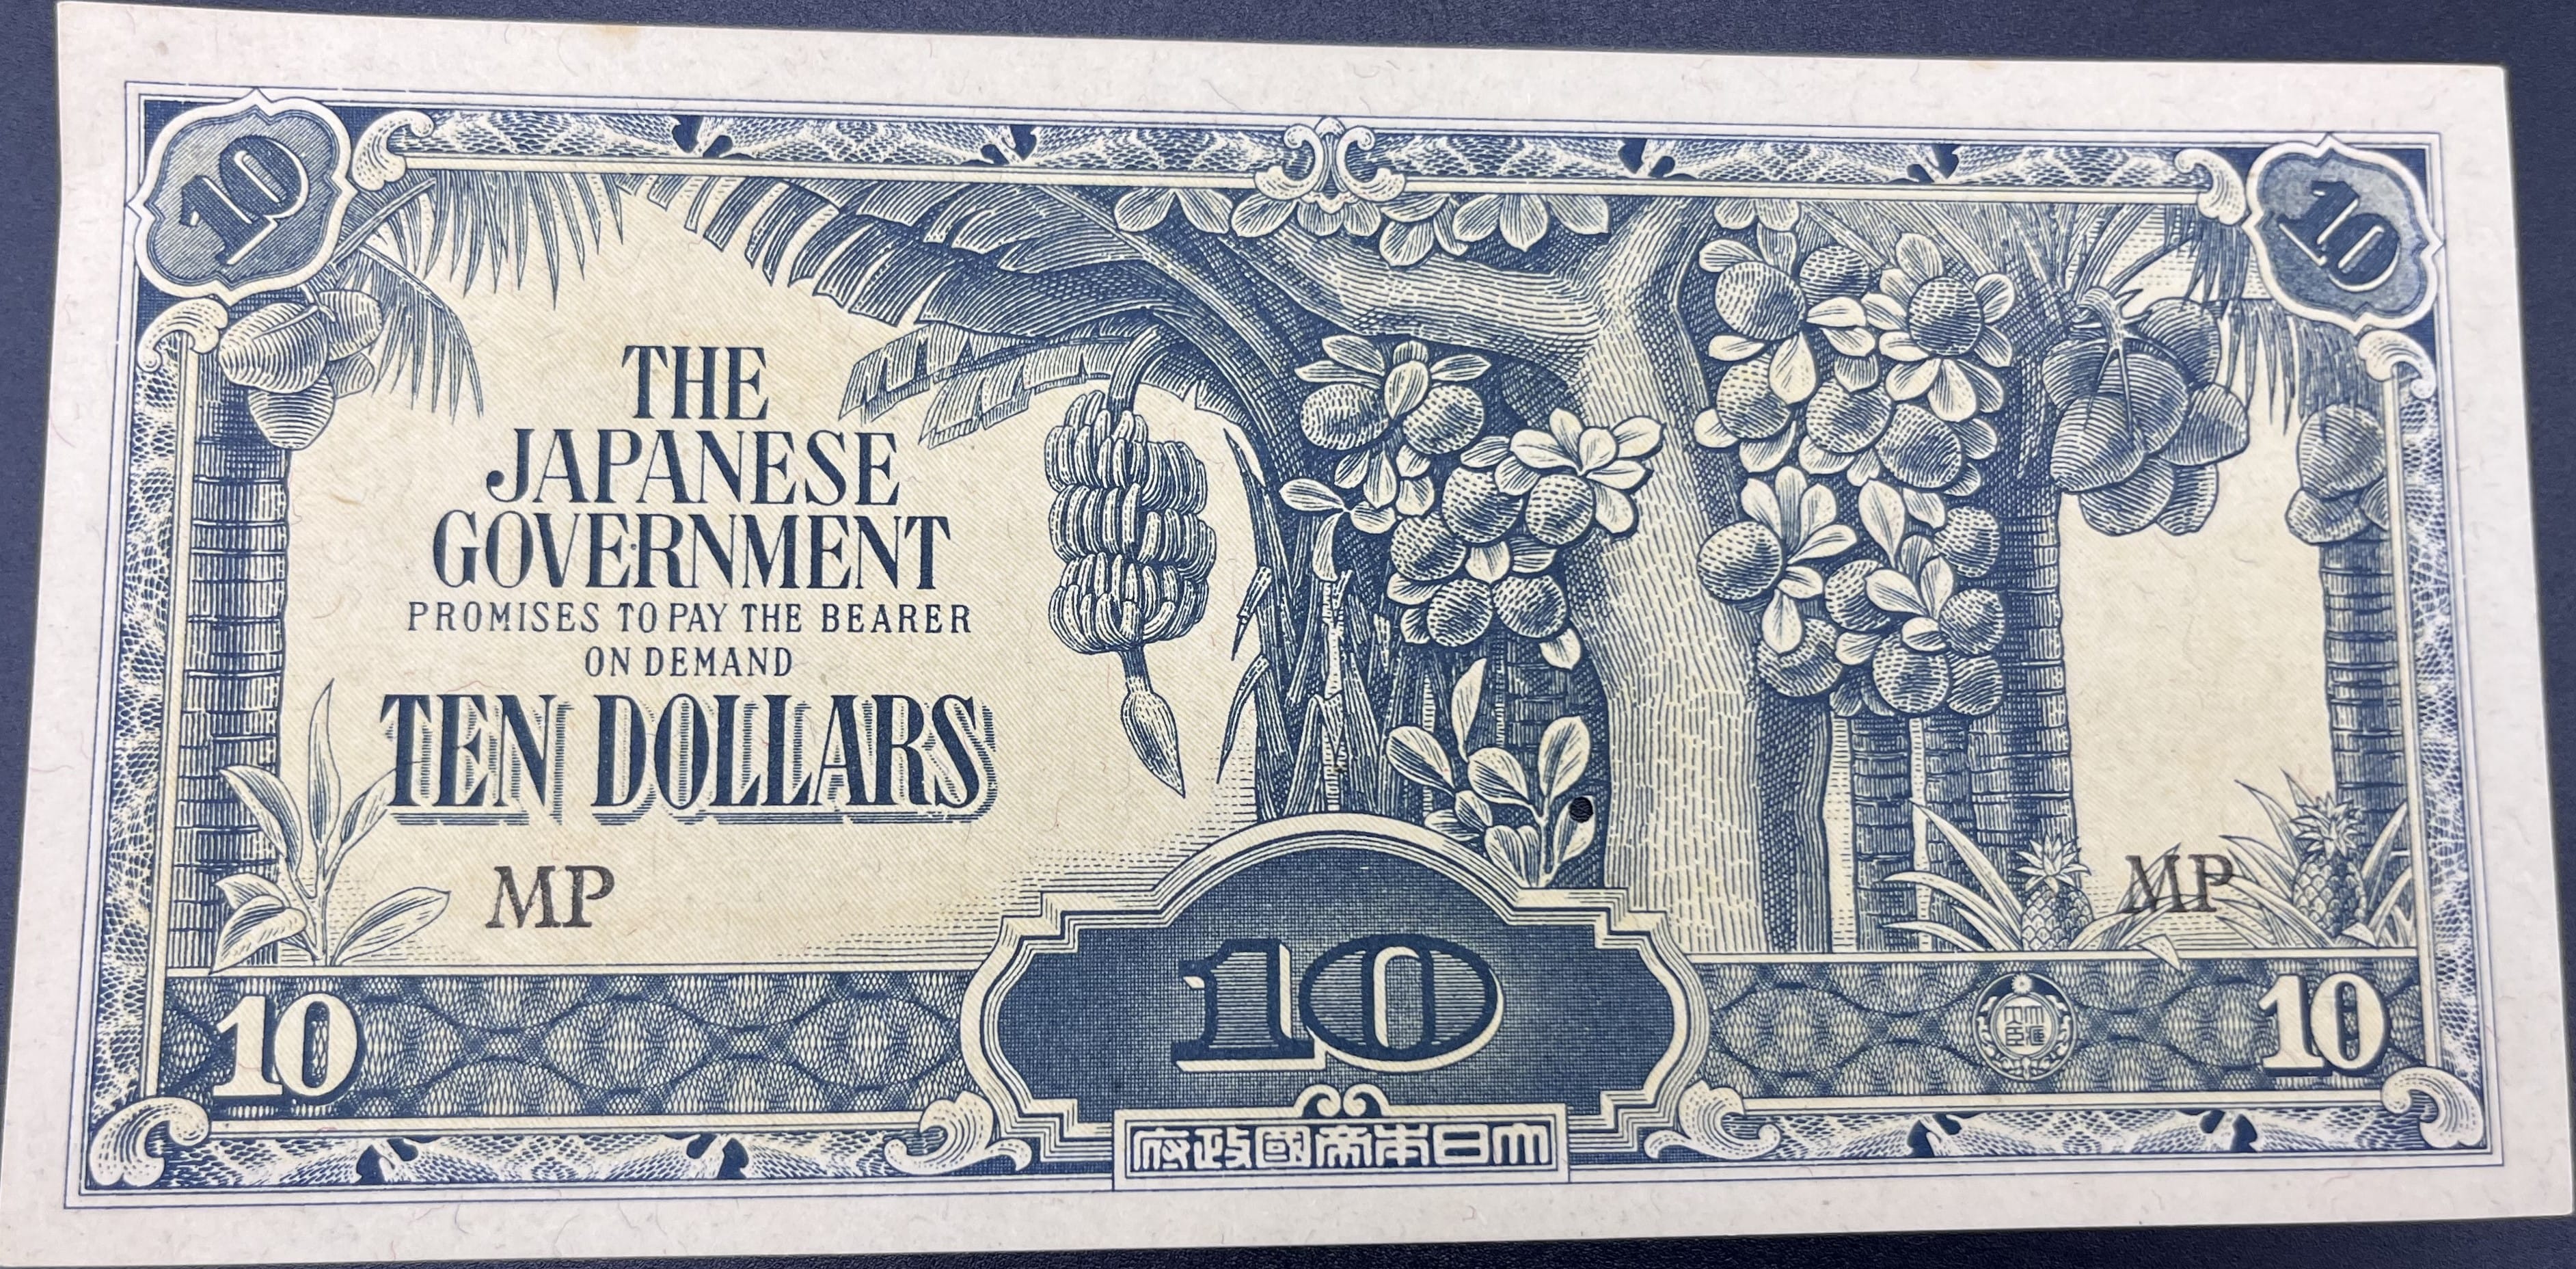 10
10
THE
JAPANESE
GOVERNMENT
PROMISES TO PAY THE BEARER
ON DEMAND
TEN DOLLARS
MP
MP
10
10
10
府政國帝本日大